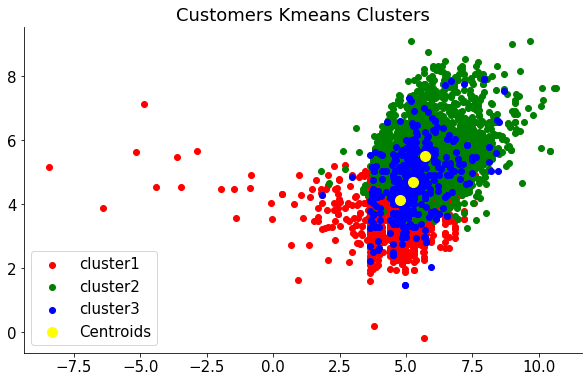 Customers Kmeans Clusters
8
6
4
2
0
cluster1
cluster2
cluster3
Centroids
−7.5 −5.0 −2.5 0.0 2.5 5.0 7.5 10.0